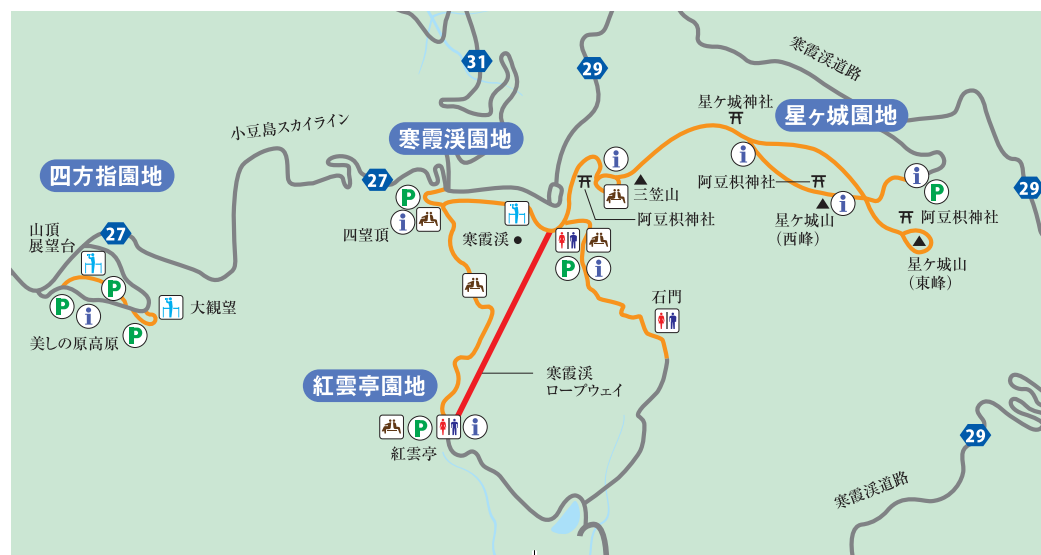 31
29
寒霞渓道路
星ケ城神社
星ヶ城園地
小豆島スカイライン
寒霞渓園地
四方指園地
27
P
i
四望頂
寒霞渓
i
三笠山
阿豆枳神社
i
阿豆枳神社
星ケ城山
(西峰)
i
i
P
29
阿豆枳神社
星ケ城山
(東峰)
山頂
展望台
27
P
P
i
美しの原高原
P
大観望
P
i
石門
紅雲亭園地
寒霞渓
ロープウェイ
P
i
紅雲亭
29
寒霞渓道路